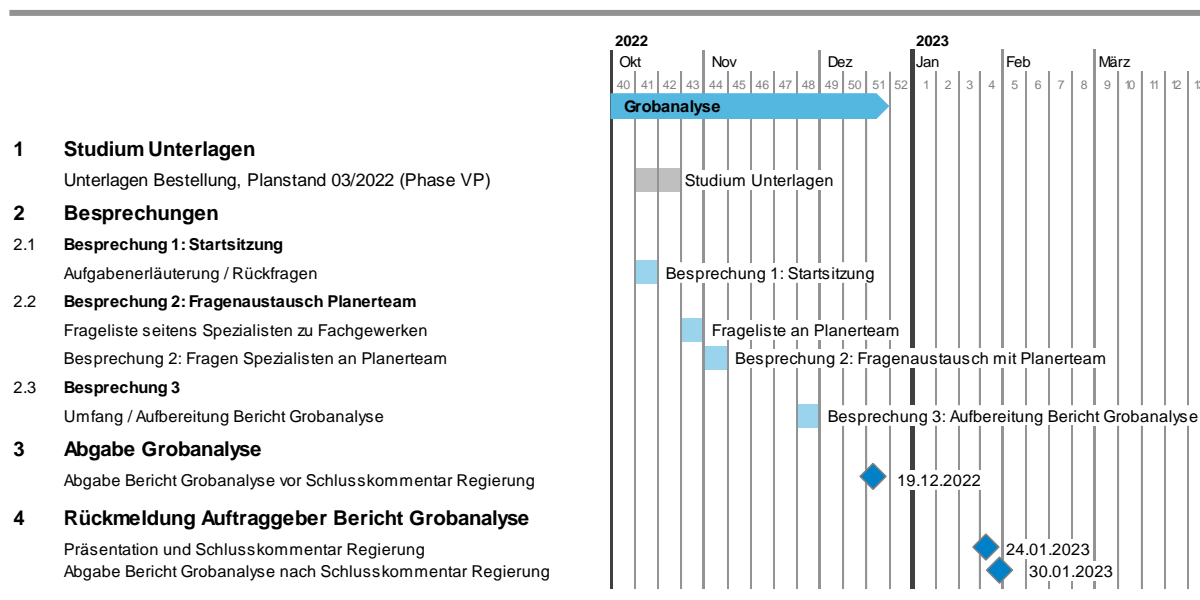 2022 2023
Okt Nov Dez Jan Feb März
40 41 42 43 44 45 46 47 48 49 50 51 52 1 2 3 4 5 6 7 8 9 10 11 12
Grobanalyse
1 Studium Unterlagen
Unterlagen Bestellung, Planstand 03/2022 (Phase VP) Studium Unterlagen
2 Besprechungen
2.1 Besprechung 1: Startsitzung
Aufgabenerläuterung / Rückfragen Besprechung 1: Startsitzung
2.2 Besprechung 2: Fragenaustausch Planerteam
Frageliste seitens Spezialisten zu Fachgewerken Frageliste an Planerteam
Besprechung 2: Fragen Spezialisten an Planerteam Besprechung 2: Fragenaustausch mit Planerteam
2.3 Besprechung 3
Umfang / Aufbereitung Bericht Grobanalyse Besprechung 3: Aufbereitung Bericht Grobanalyse
3 Abgabe Grobanalyse
Abgabe Bericht Grobanalyse vor Schlusskommentar Regierung 19.12.2022
4 Rückmeldung Auftraggeber Bericht Grobanalyse
Präsentation und Schlusskommentar Regierung 24.01.2023
Abgabe Bericht Grobanalyse nach Schlusskommentar Regierung 30.01.2023